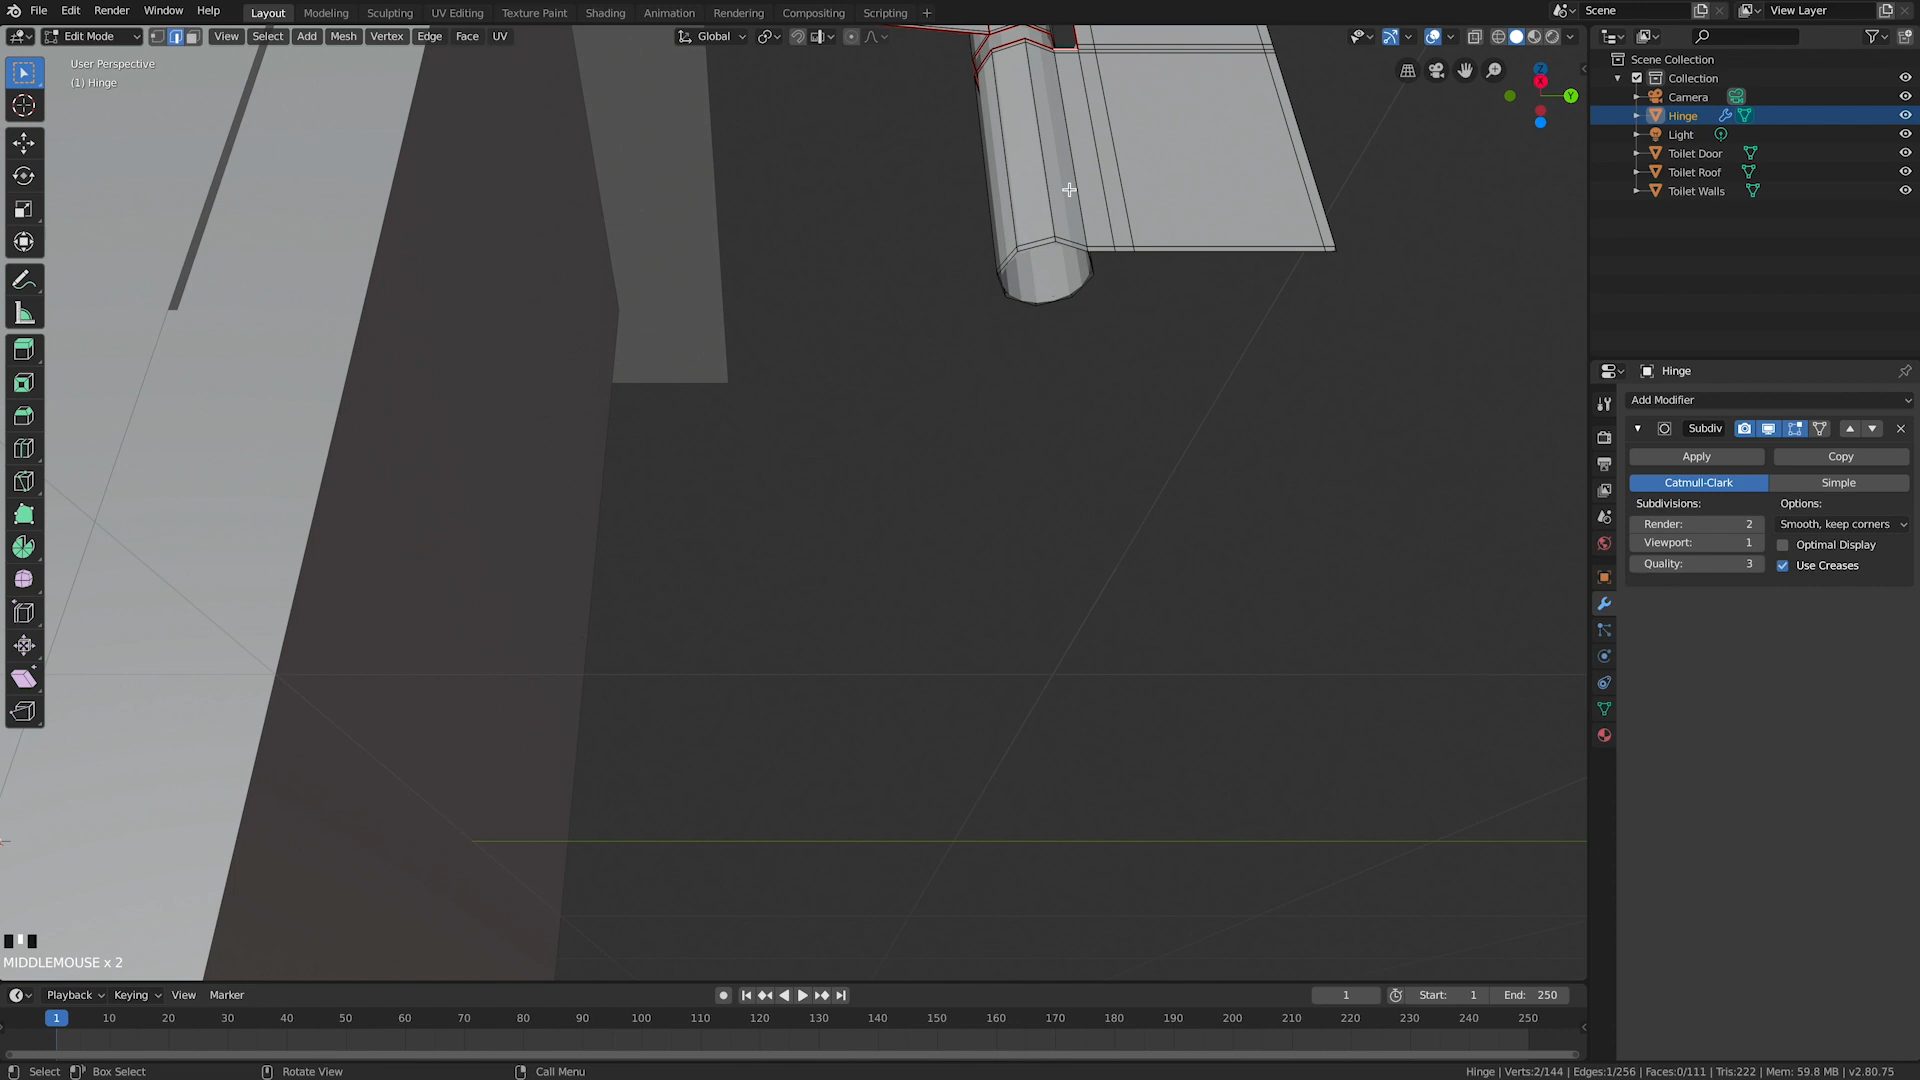 File Edit Render Window Help Layout Modeling Sculpting UV Editing Texture Paint Shading Animation Rendering Compositing Scripting + Scene View Layer
Edit Mode View Select Add Mesh Vertex Edge Face UV Global
User Perspective
(1) Hinge
Scene Collection
Collection
Camera
Hinge
Light
Toilet Door
Toilet Roof
Toilet Walls
Z
X
Y
Hinge
Add Modifier
Subdiv
Apply Copy
Catmull-Clark Simple
Subdivisions: Options:
Render: 2 Smooth, keep corners
Viewport: 1 Optimal Display
Quality: 3 Use Creases
MIDDLEMOUSE x 2
Playback Keying View Marker 1 Start: 1 End: 250
1 10 20 30 40 50 60 70 80 90 100 110 120 130 140 150 160 170 180 190 200 210 220 230 240 250
Select Box Select Rotate View Call Menu Hinge | Verts:2/144 | Edges:1/256 | Faces:0/111 | Tris:222 | Mem: 59.8 MB | v2.80.75